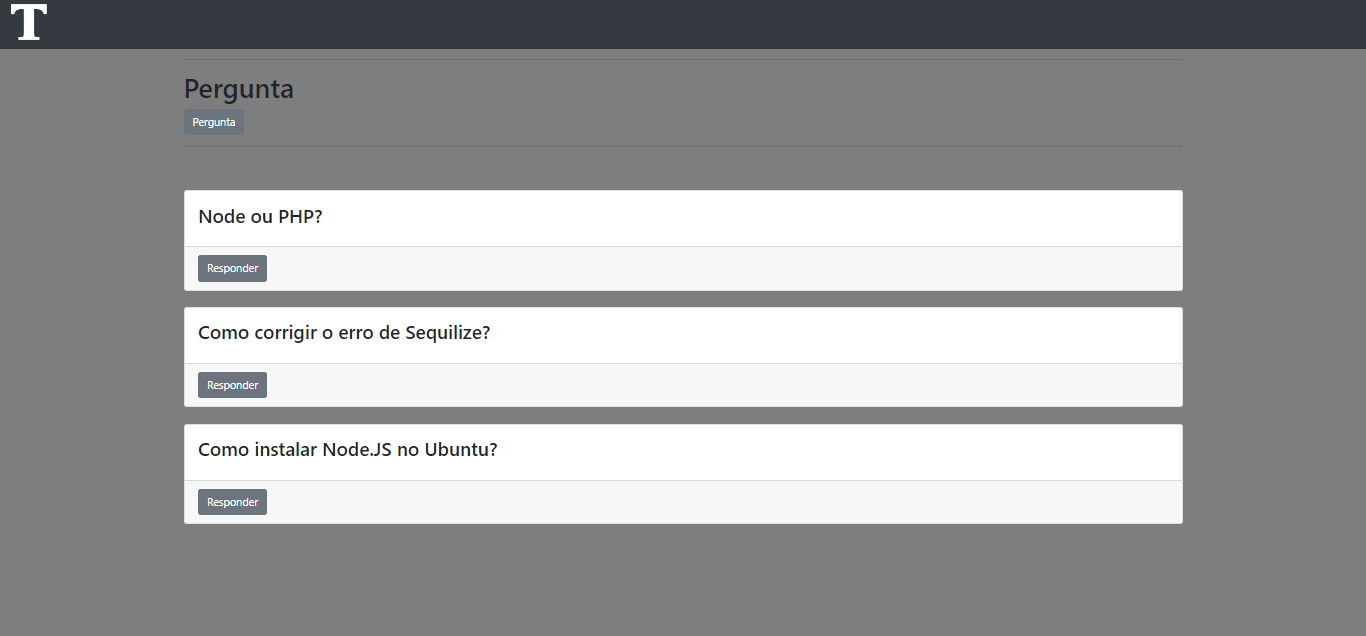 T
Pergunta
Pergunta
Node ou PHP?
Responder
Como corrigir o erro de Sequilize?
Responder
Como instalar Node.JS no Ubuntu?
Responder